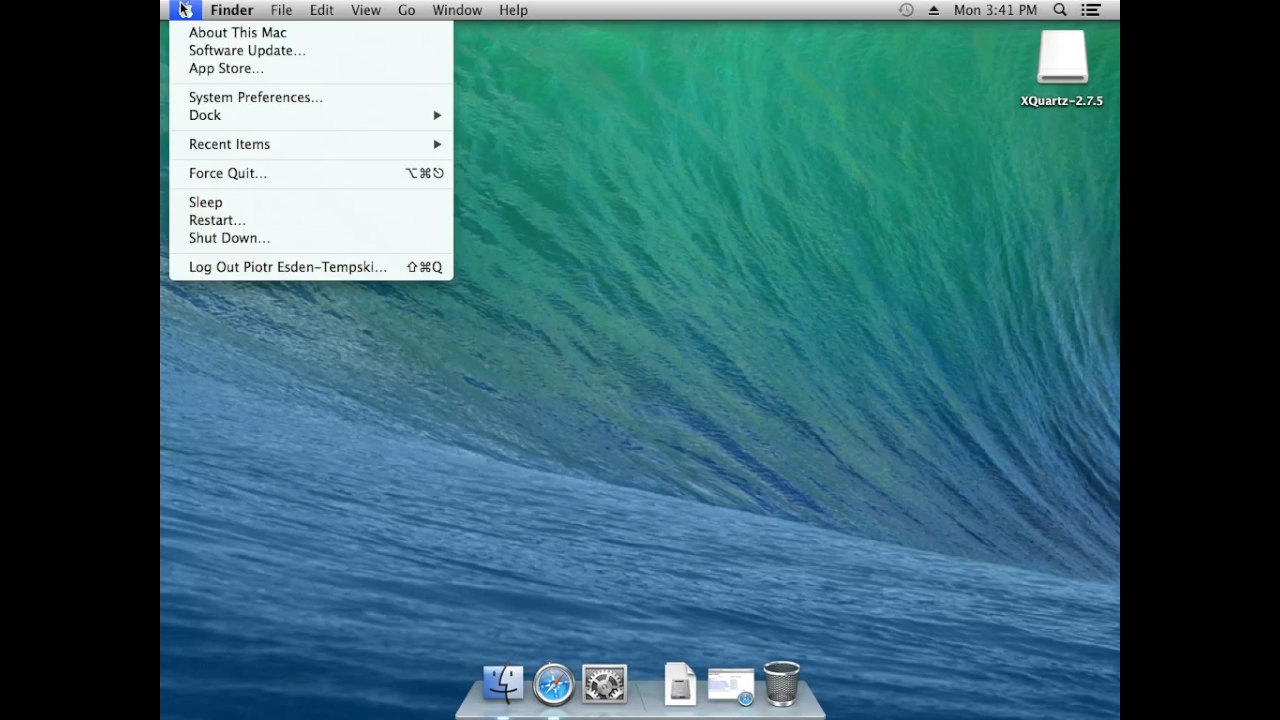 Finder File Edit View Go Window Help Mon 3:41 PM
About This Mac
Software Update…
App Store…
System Preferences…
Dock
Recent Items
Force Quit… ⌥⌘⎋
Sleep
Restart…
Shut Down…
Log Out Piotr Esden-Tempski… ⇧⌘Q
XQuartz-2.7.5